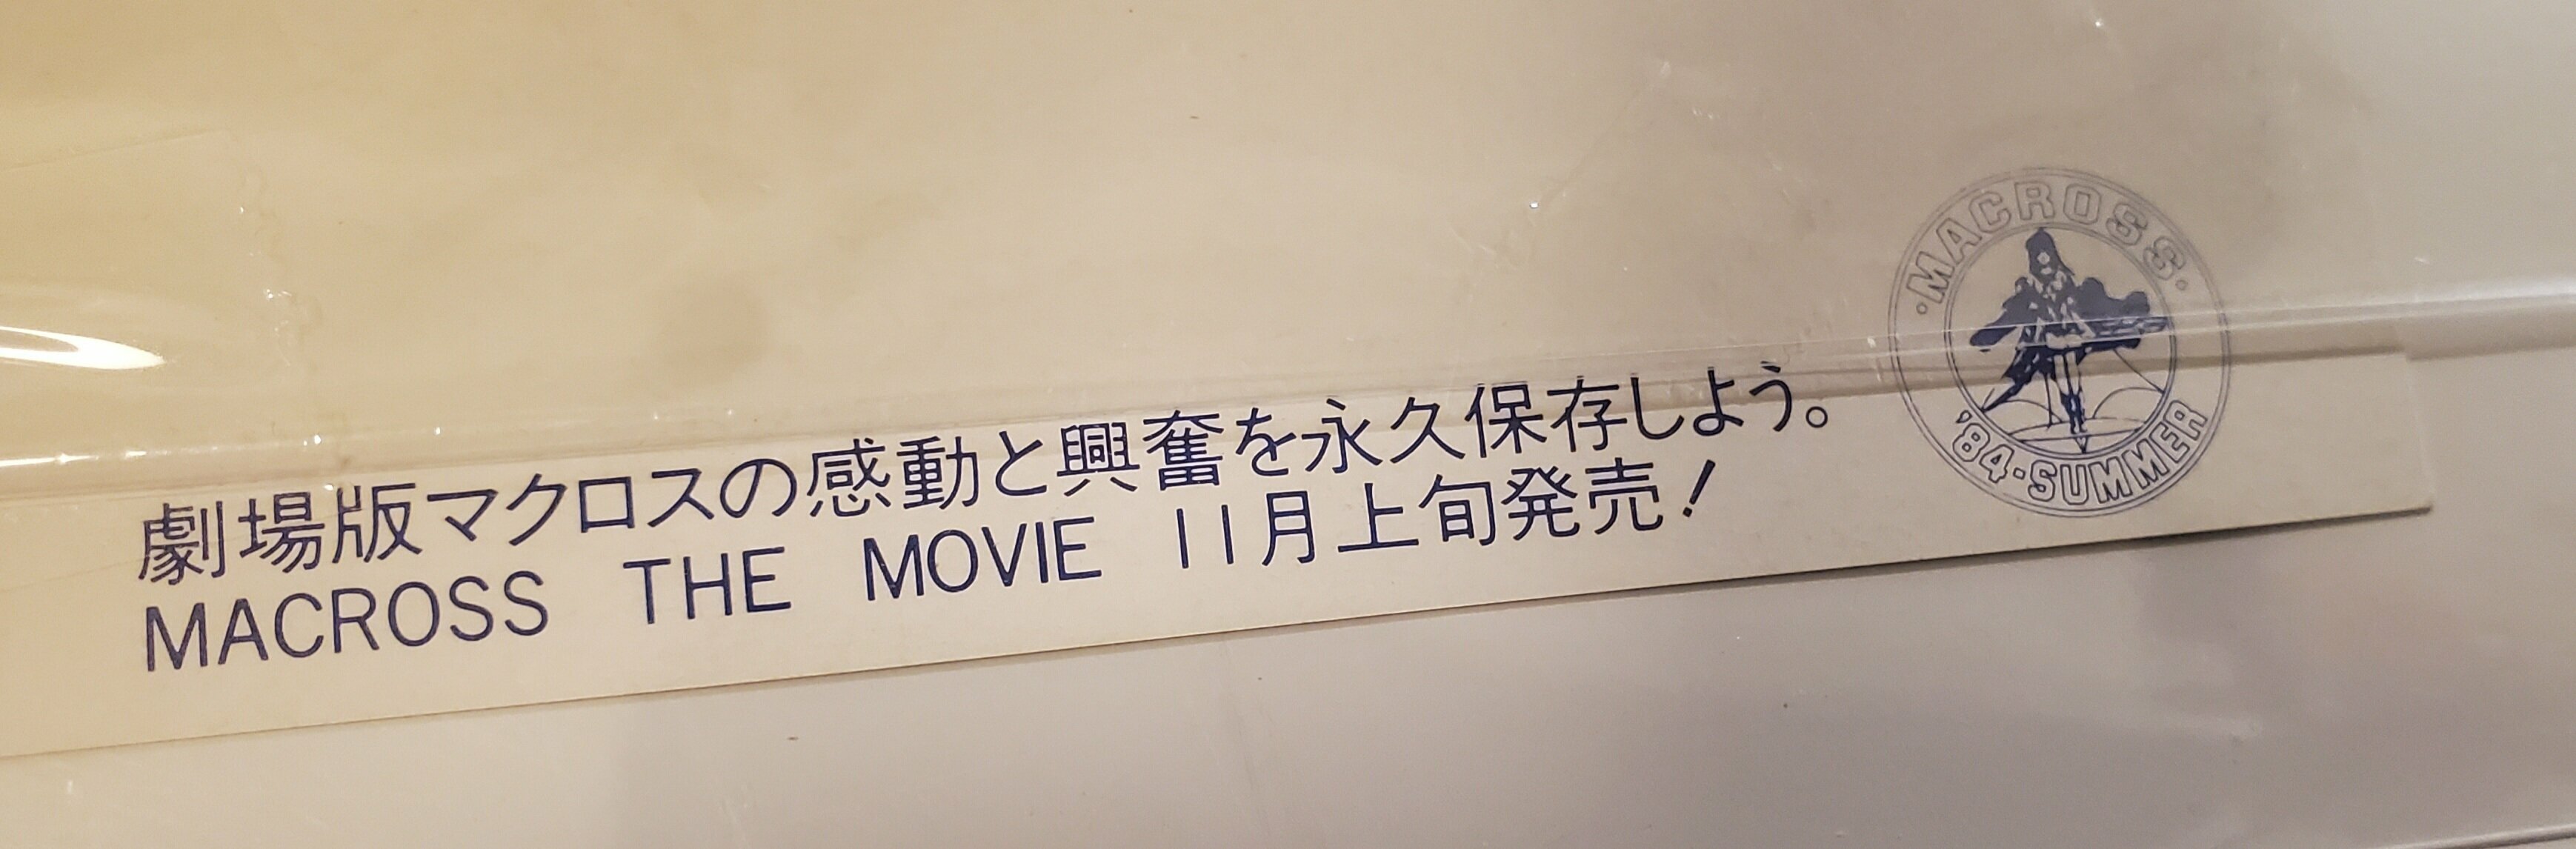 劇場版マクロスの感動と興奮を永久保存しよう。
MACROSS THE MOVIE 11月上旬発売!
・MACROSS・
'84・SUMMER